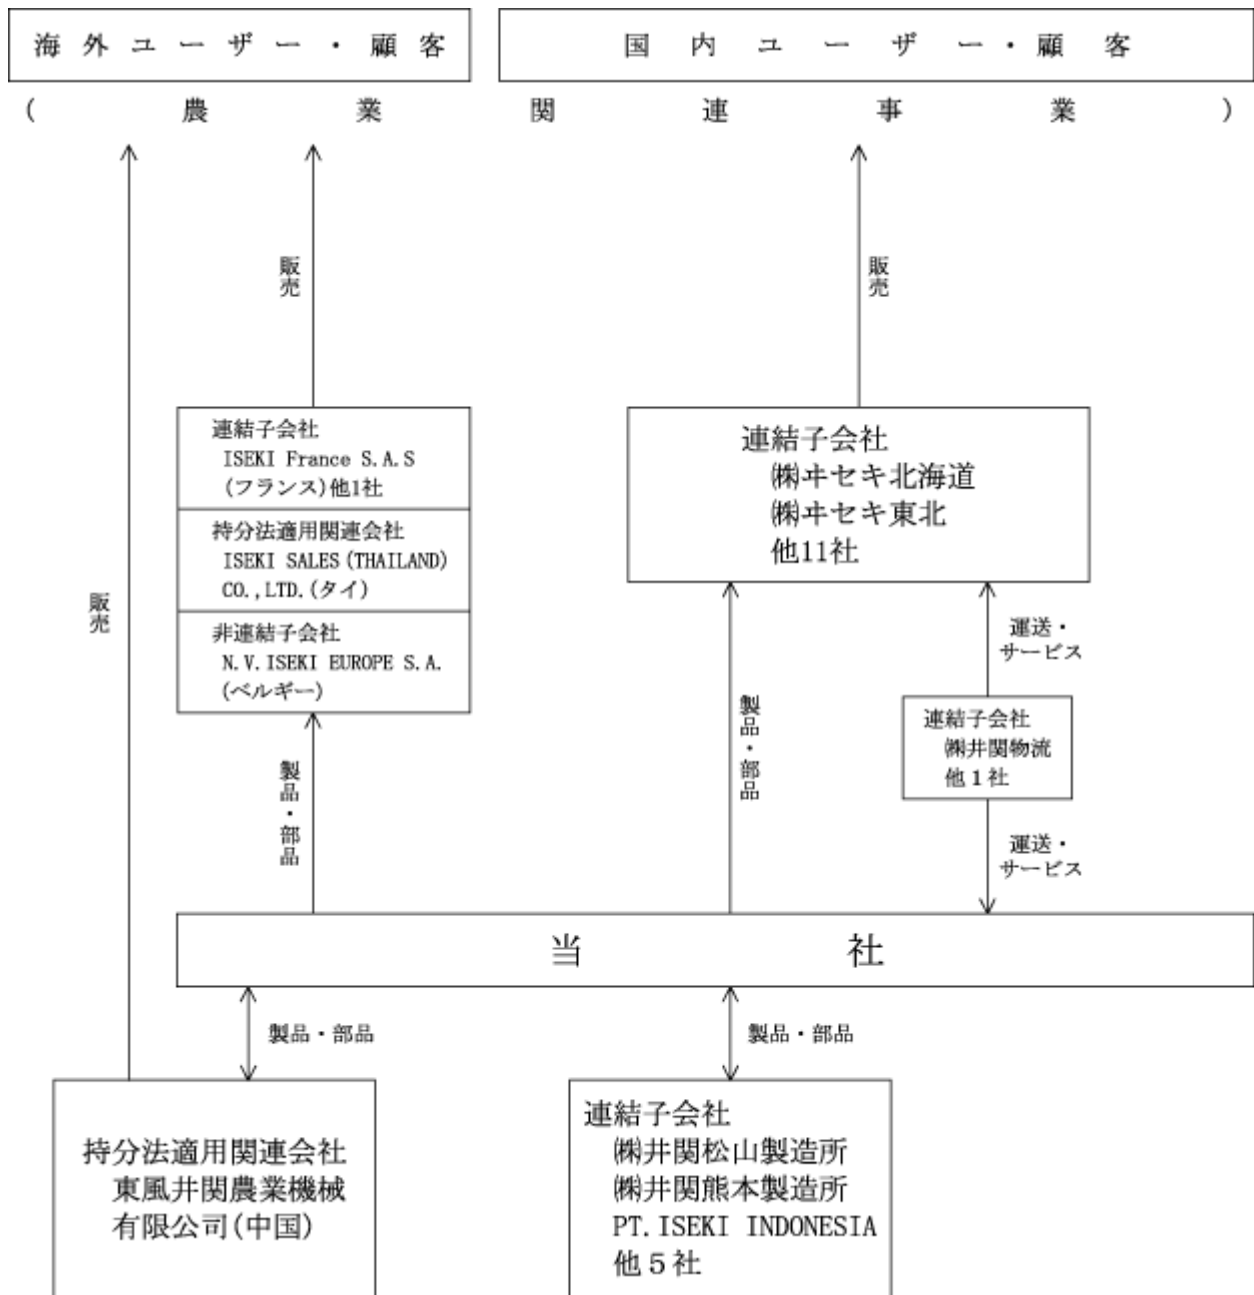 海外ユーザー・顧客
国内ユーザー・顧客
(農業関連事業)
販売
販売
販売
連結子会社
ISEKI France S.A.S
(フランス)他1社
持分法適用関連会社
ISEKI SALES(THAILAND)
CO.,LTD.(タイ)
非連結子会社
N.V.ISEKI EUROPE S.A.
(ベルギー)
連結子会社
㈱ヰセキ北海道
㈱ヰセキ東北
他11社
運送・
サービス
連結子会社
㈱井関物流
他1社
運送・
サービス
製品・部品
製品・部品
当社
製品・部品
製品・部品
持分法適用関連会社
東風井関農業機械
有限公司(中国)
連結子会社
㈱井関松山製造所
㈱井関熊本製造所
PT.ISEKI INDONESIA
他5社